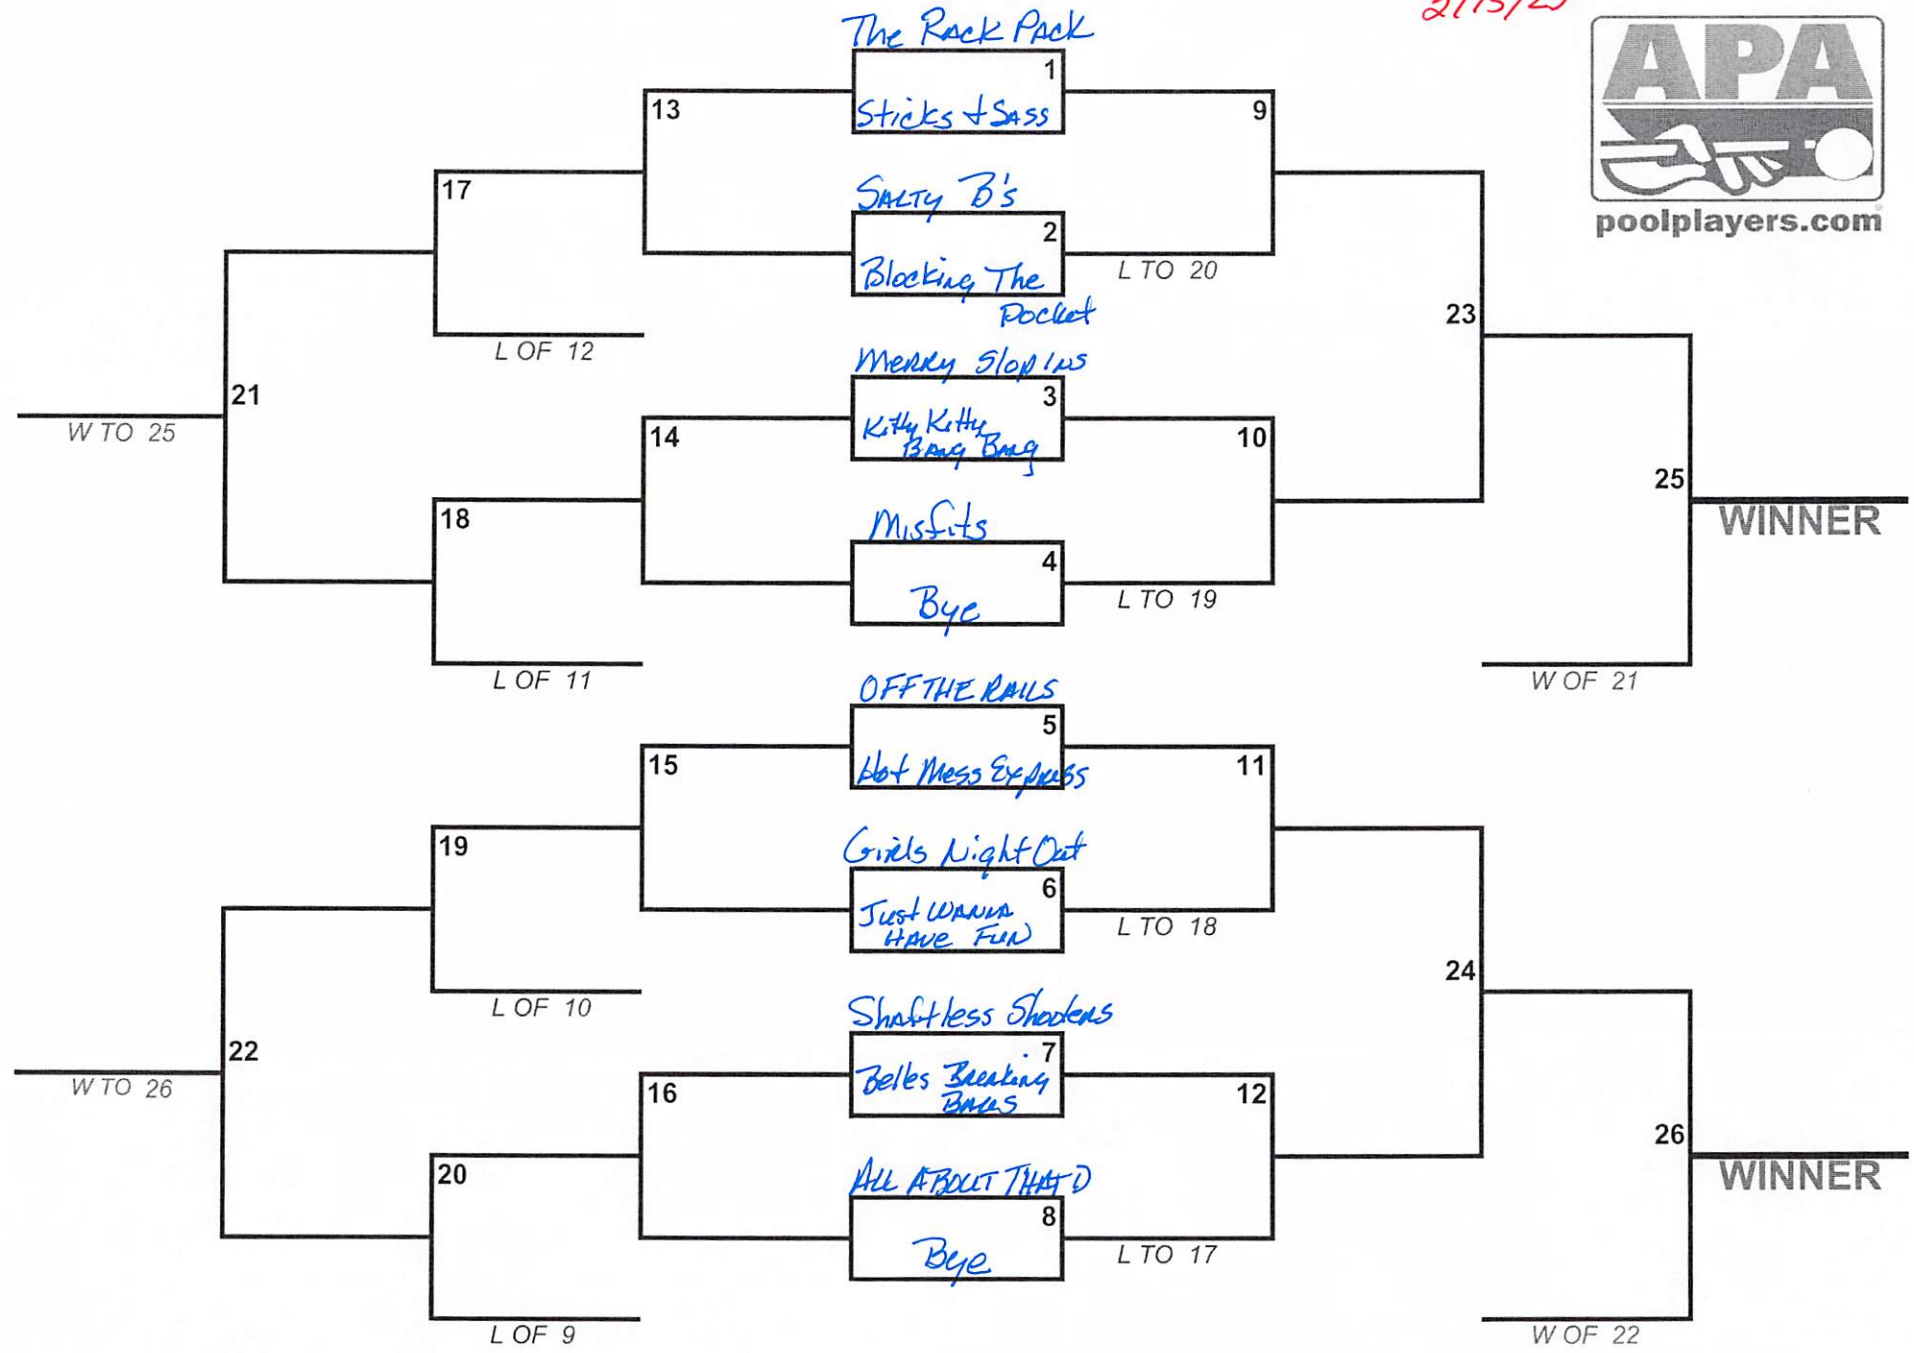 The Rack Pack
1
Sticks + Sass
13
9
APA
poolplayers.com
17
Salty B's
2
Blocking The
Pocket
L TO 20
L OF 12
23
Merry Slopins
3
Kitty Kitty
Bang Bang
21
W TO 25
14
10
25
WINNER
18
Misfits
4
Bye
L TO 19
L OF 11
W OF 21
OFF THE RAILS
5
Hot Mess Express
15
11
19
Girls Night Out
6
Just WANNA
HAVE FUN
L TO 18
24
L OF 10
Shaftless Shooters
7
Belles Breaking
Balls
22
W TO 26
16
12
26
WINNER
20
ALL ABOUT THAT D
8
Bye
L TO 17
L OF 9
W OF 22